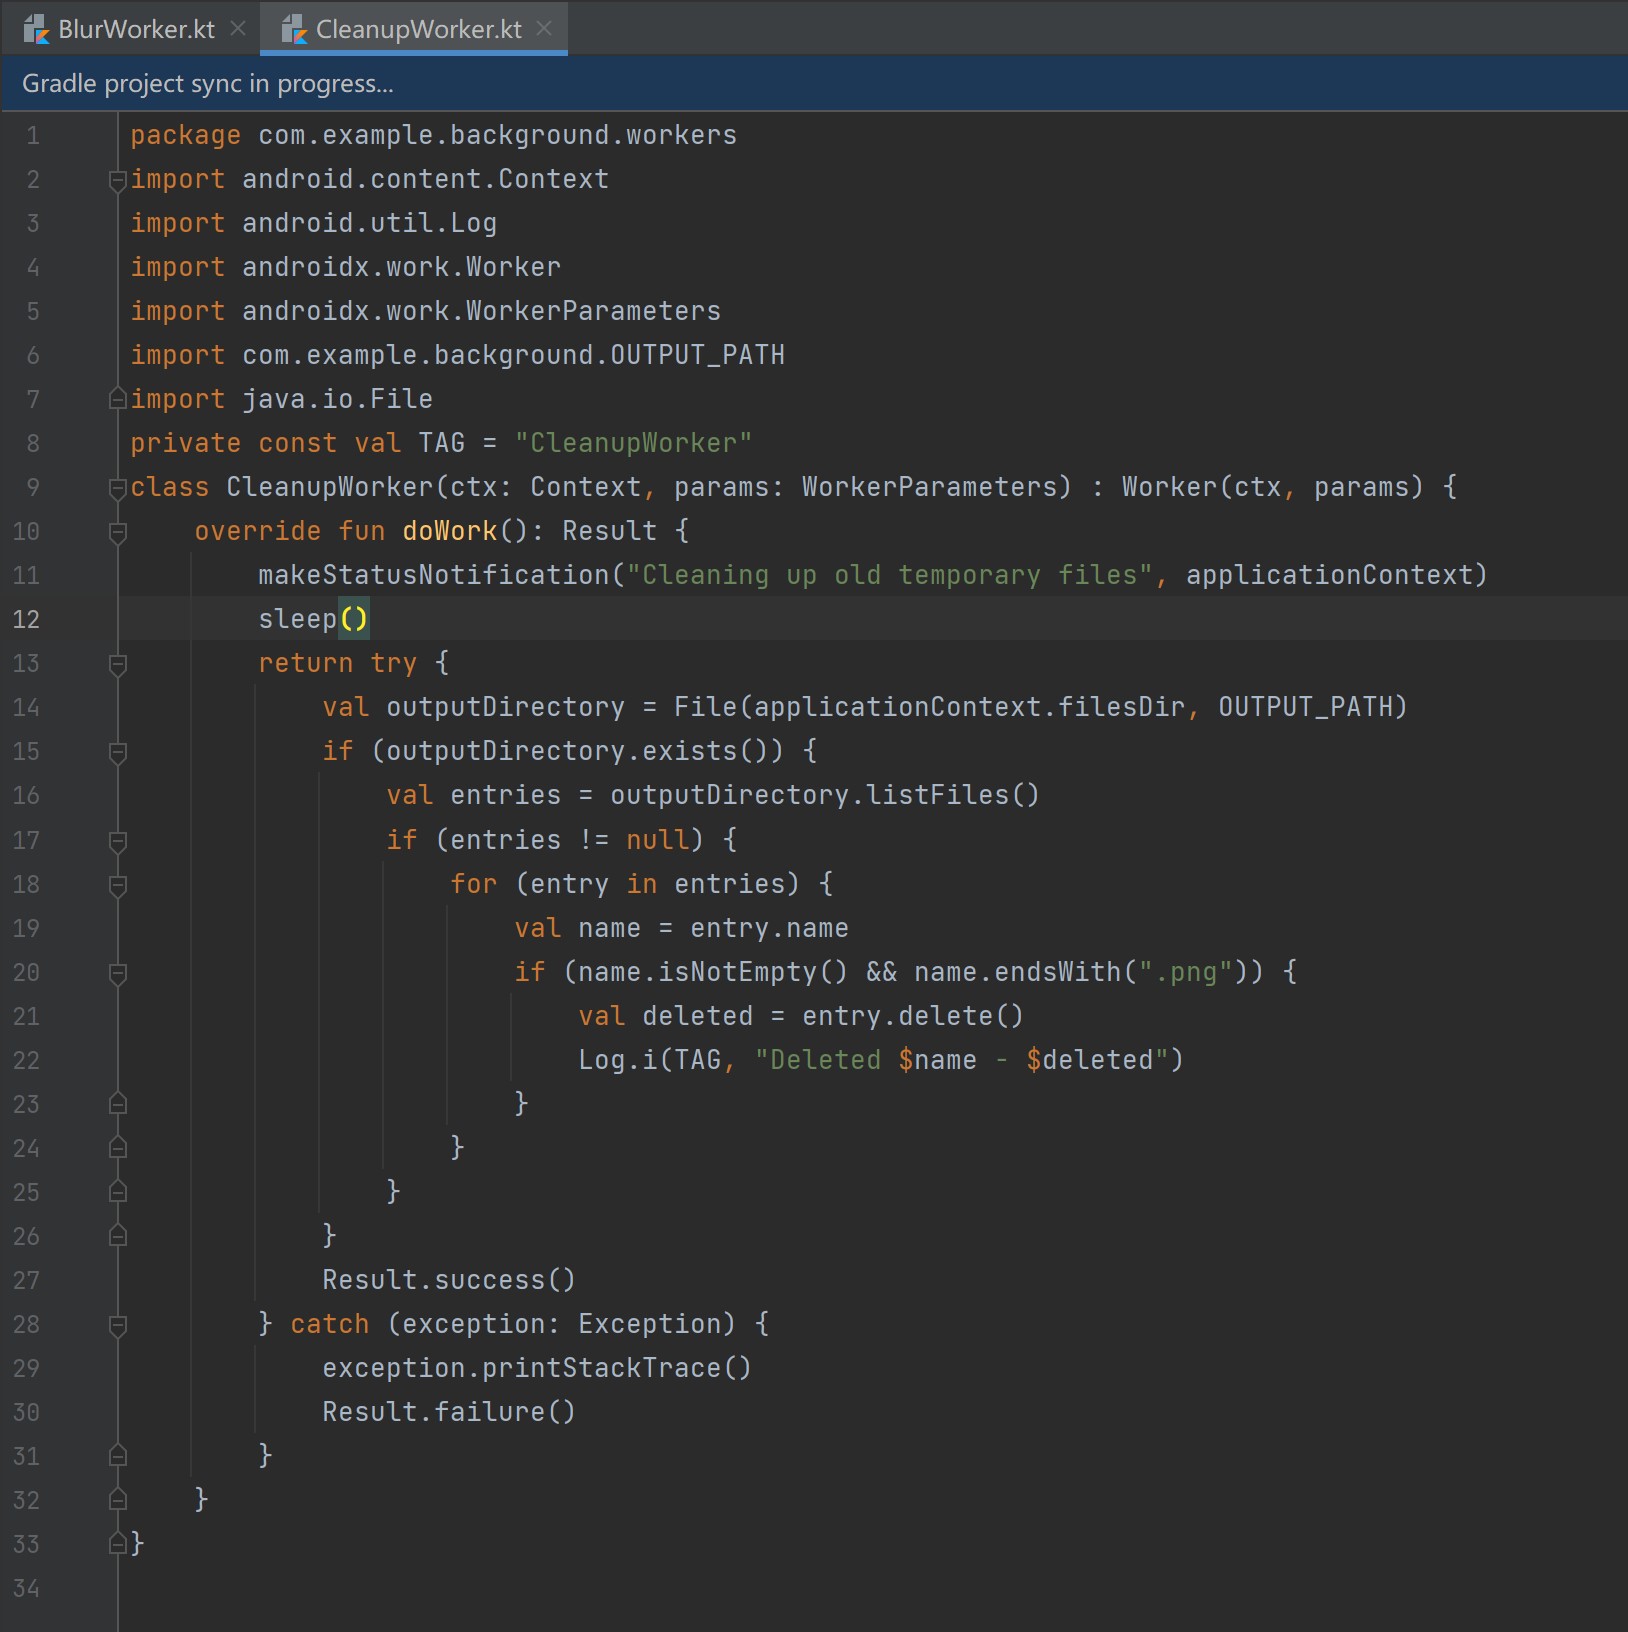 BlurWorker.kt CleanupWorker.kt
Gradle project sync in progress...
1 package com.example.background.workers
2 import android.content.Context
3 import android.util.Log
4 import androidx.work.Worker
5 import androidx.work.WorkerParameters
6 import com.example.background.OUTPUT_PATH
7 import java.io.File
8 private const val TAG = "CleanupWorker"
9 class CleanupWorker(ctx: Context, params: WorkerParameters) : Worker(ctx, params) {
10     override fun doWork(): Result {
11         makeStatusNotification("Cleaning up old temporary files", applicationContext)
12         sleep()
13         return try {
14             val outputDirectory = File(applicationContext.filesDir, OUTPUT_PATH)
15             if (outputDirectory.exists()) {
16                 val entries = outputDirectory.listFiles()
17                 if (entries != null) {
18                     for (entry in entries) {
19                         val name = entry.name
20                         if (name.isNotEmpty() && name.endsWith(".png")) {
21                             val deleted = entry.delete()
22                             Log.i(TAG, "Deleted $name - $deleted")
23                         }
24                     }
25                 }
26             }
27             Result.success()
28         } catch (exception: Exception) {
29             exception.printStackTrace()
30             Result.failure()
31         }
32     }
33 }
34